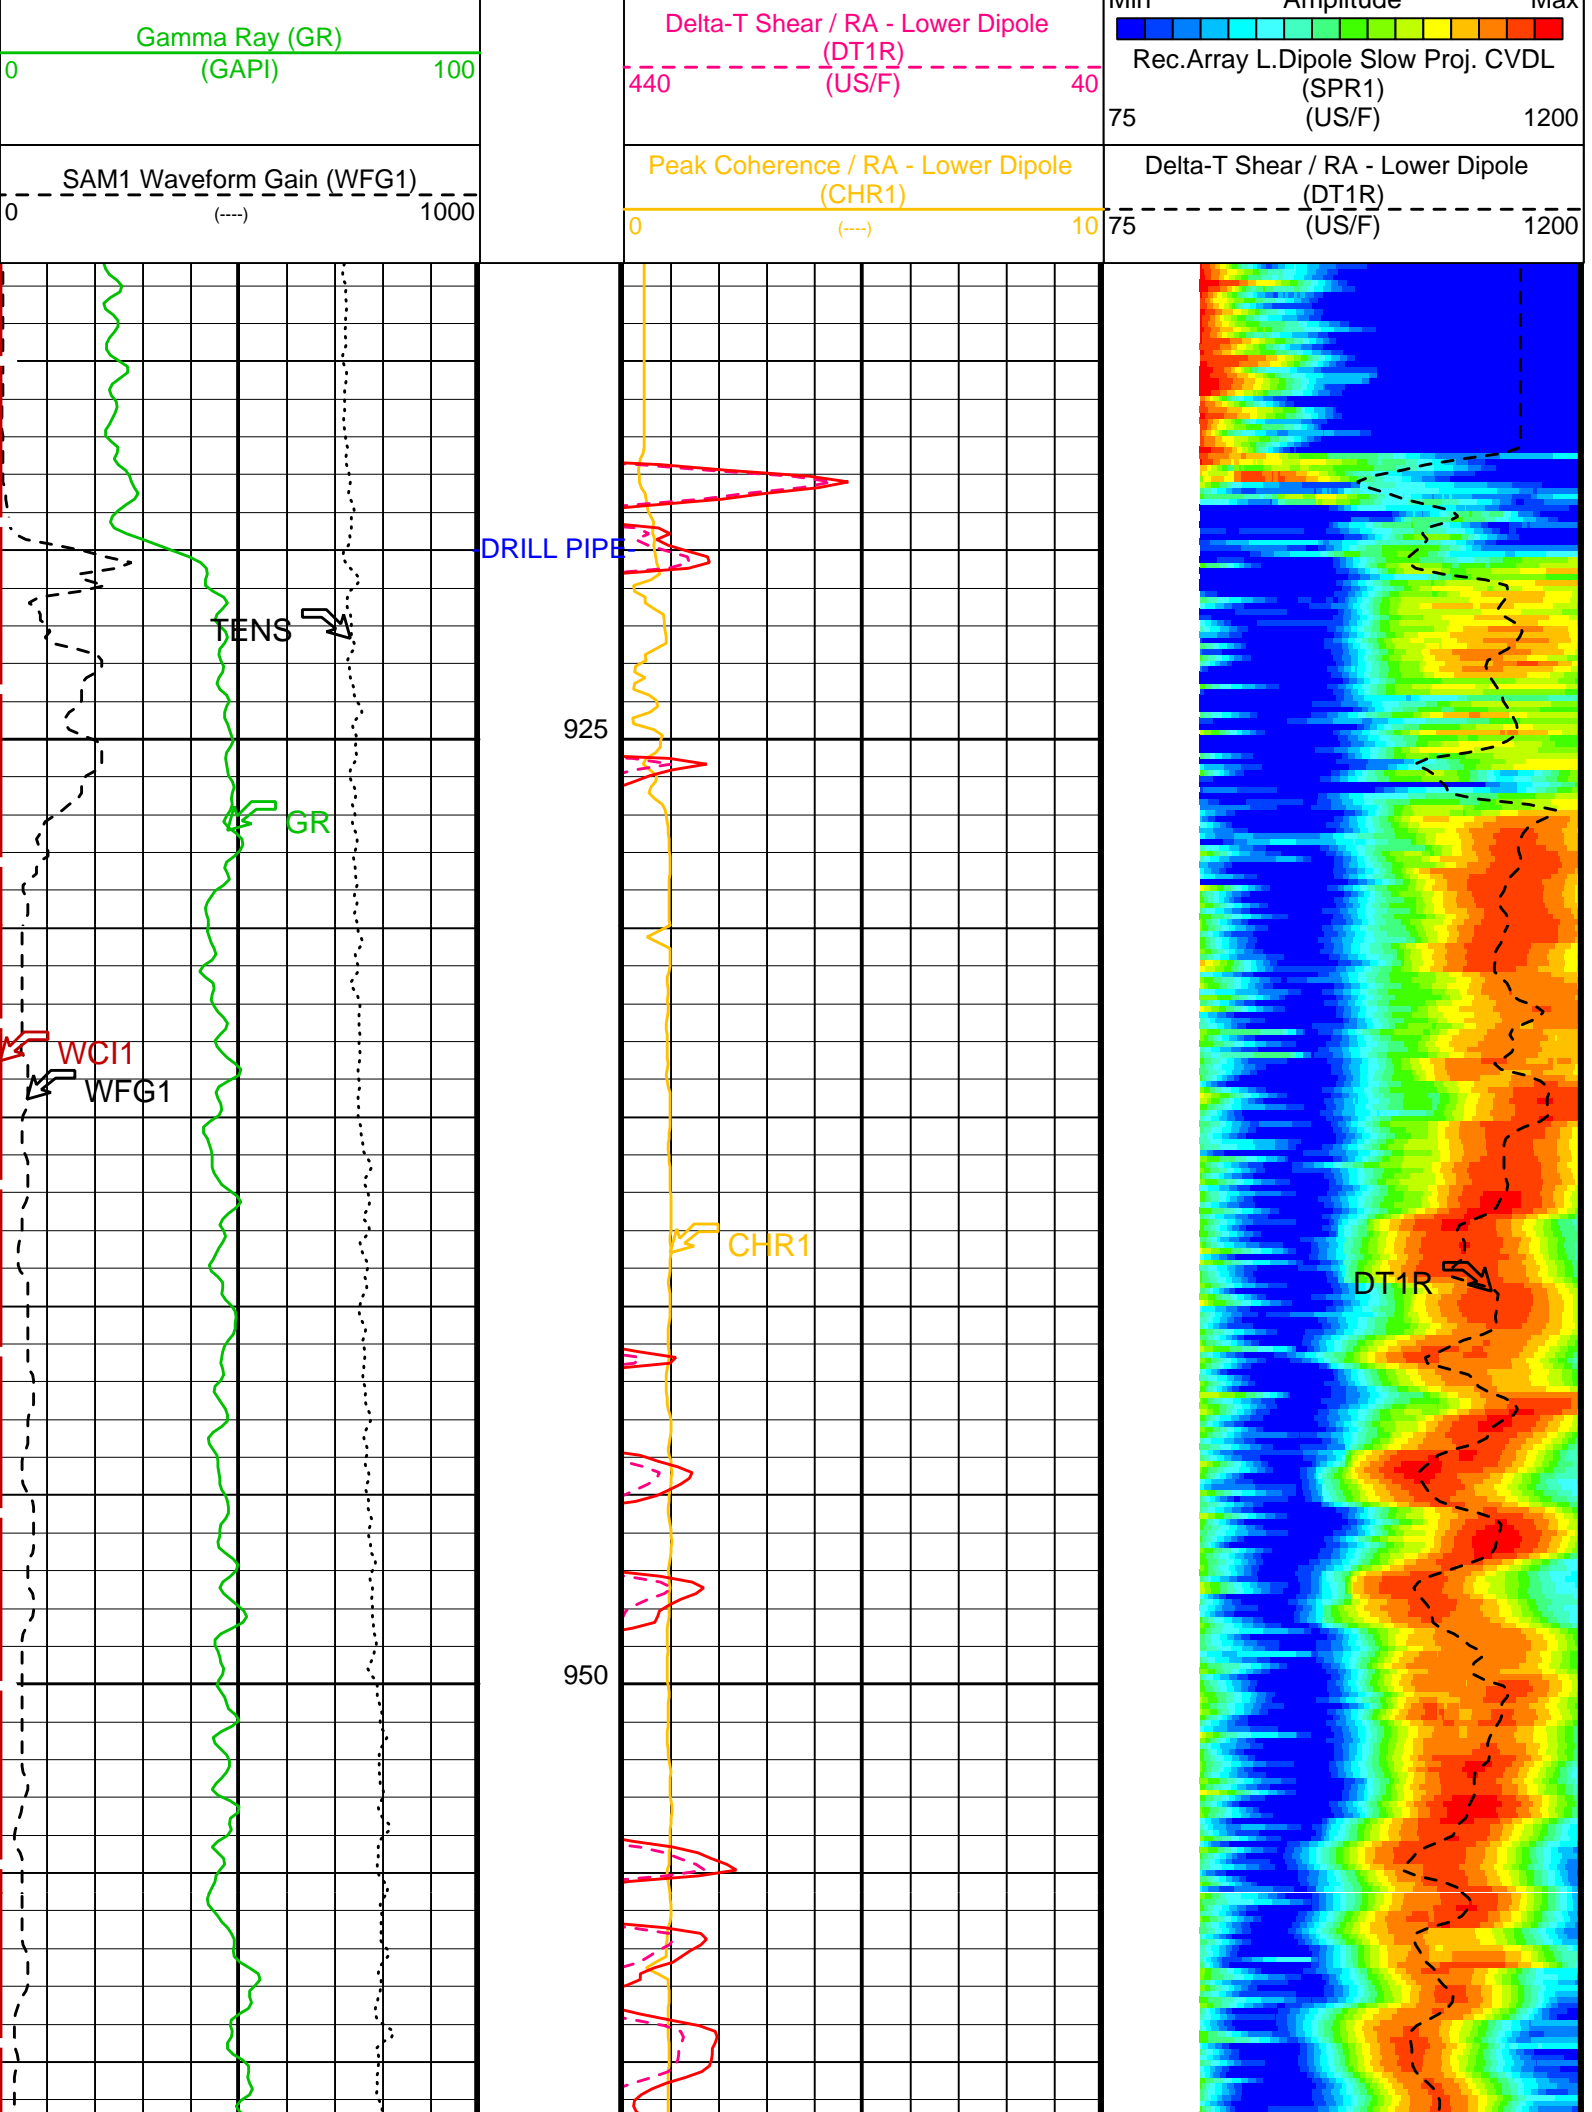 Min Amplitude Max
Gamma Ray (GR)
0 (GAPI) 100
Delta-T Shear / RA - Lower Dipole
(DT1R)
440 (US/F) 40
Rec.Array L.Dipole Slow Proj. CVDL
(SPR1)
75 (US/F) 1200
SAM1 Waveform Gain (WFG1)
0 (----) 1000
Peak Coherence / RA - Lower Dipole
(CHR1)
0 (----) 10
Delta-T Shear / RA - Lower Dipole
(DT1R)
75 (US/F) 1200
DRILL PIPE
TENS
925
GR
WCI1
WFG1
CHR1
DT1R
950